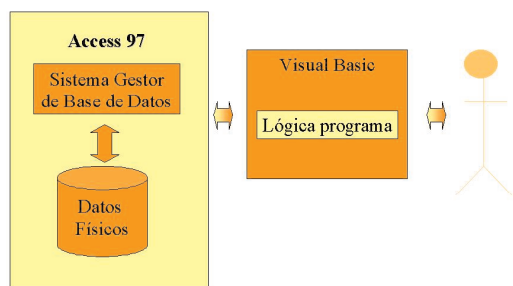 Access 97
Sistema Gestor
de Base de Datos
Datos
Físicos
Visual Basic
Lógica programa